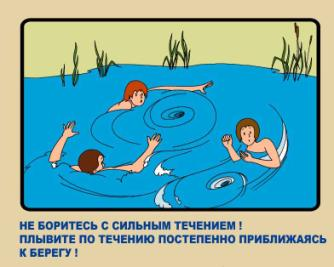 НЕ БОРИТЕСЬ С СИЛЬНЫМ ТЕЧЕНИЕМ !
ПЛЫВИТЕ ПО ТЕЧЕНИЮ ПОСТЕПЕННО ПРИБЛИЖАЯСЬ
К БЕРЕГУ !